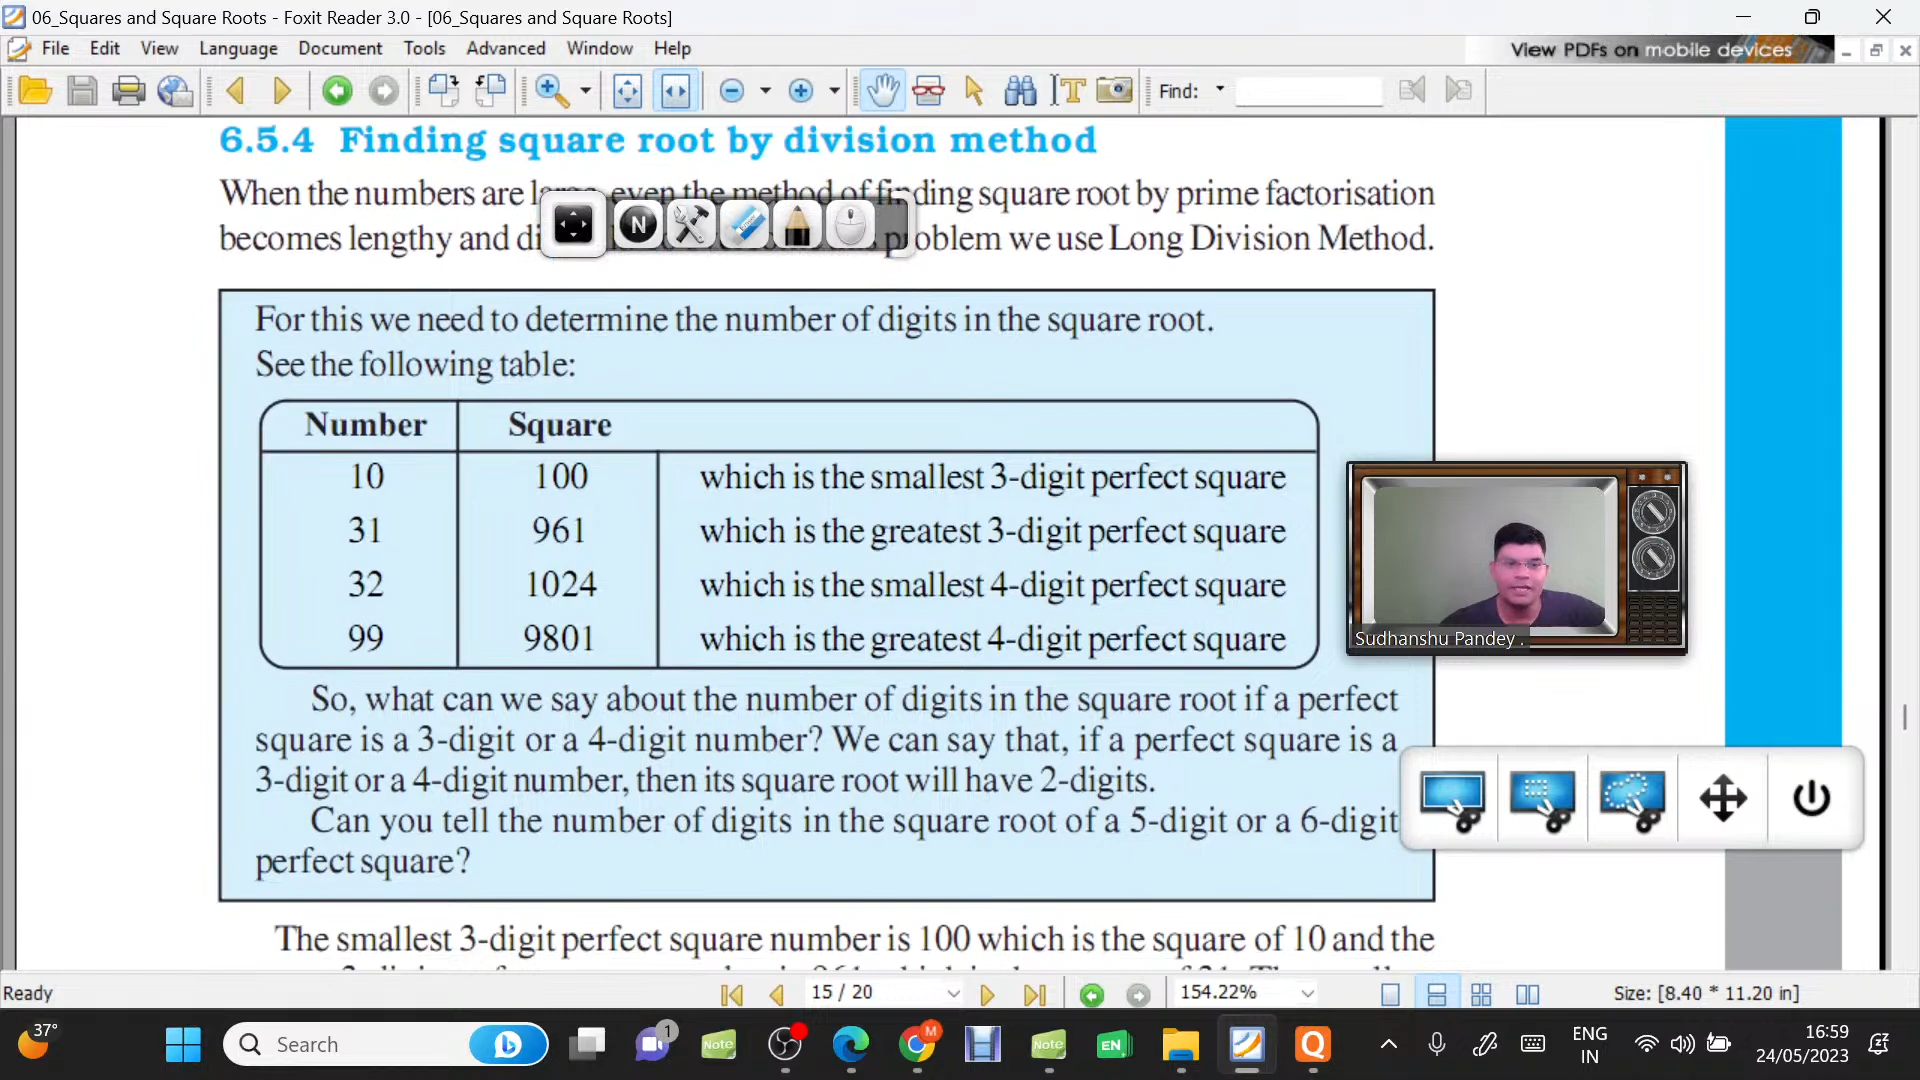 06_Squares and Square Roots - Foxit Reader 3.0 - [06_Squares and Square Roots]
File Edit View Language Document Tools Advanced Window Help
View PDFs on mobile devices
Find:
6.5.4 Finding square root by division method
When the numbers are large, even the method of finding square root by prime factorisation
becomes lengthy and problem we use Long Division Method.
N
For this we need to determine the number of digits in the square root.
See the following table:
Number Square
10 100 which is the smallest 3-digit perfect square
31 961 which is the greatest 3-digit perfect square
32 1024 which is the smallest 4-digit perfect square
99 9801 which is the greatest 4-digit perfect square
Sudhanshu Pandey .
So, what can we say about the number of digits in the square root if a perfect
square is a 3-digit or a 4-digit number? We can say that, if a perfect square is a
3-digit or a 4-digit number, then its square root will have 2-digits.
Can you tell the number of digits in the square root of a 5-digit or a 6-digit
perfect square?
The smallest 3-digit perfect square number is 100 which is the square of 10 and the
Ready 15 / 20 154.22% Size: [8.40 * 11.20 in]
37° Search 1 Note M Note EN Q ENG IN 16:59
24/05/2023